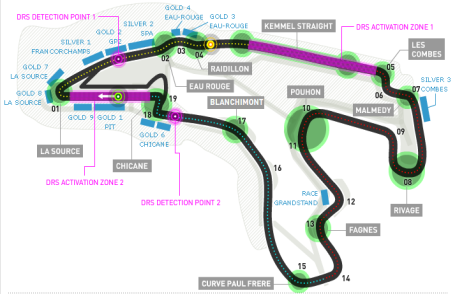 DRS DETECTION POINT 1
GOLD 2
GP2
SILVER 1
FRANCORCHAMPS
SILVER 2
SPA
GOLD 4
EAU-ROUGE
GOLD 3
EAU-ROUGE
KEMMEL STRAIGHT
DRS ACTIVATION ZONE 1
LES
COMBES
05
GOLD 7
LA SOURCE
GOLD 8
LA SOURCE
01
02
03
04
RAIDILLON
EAU ROUGE
06
07
SILVER 3
COMBES
MALMEDY
POUHON
BLANCHIMONT
GOLD 9
GOLD 1
PIT
18
19
GOLD 6
CHICANE
17
10
11
09
08
RIVAGE
LA SOURCE
CHICANE
DRS ACTIVATION ZONE 2
DRS DETECTION POINT 2
16
RACE
GRANDSTAND
12
13
FAGNES
15
14
CURVE PAUL FRERE